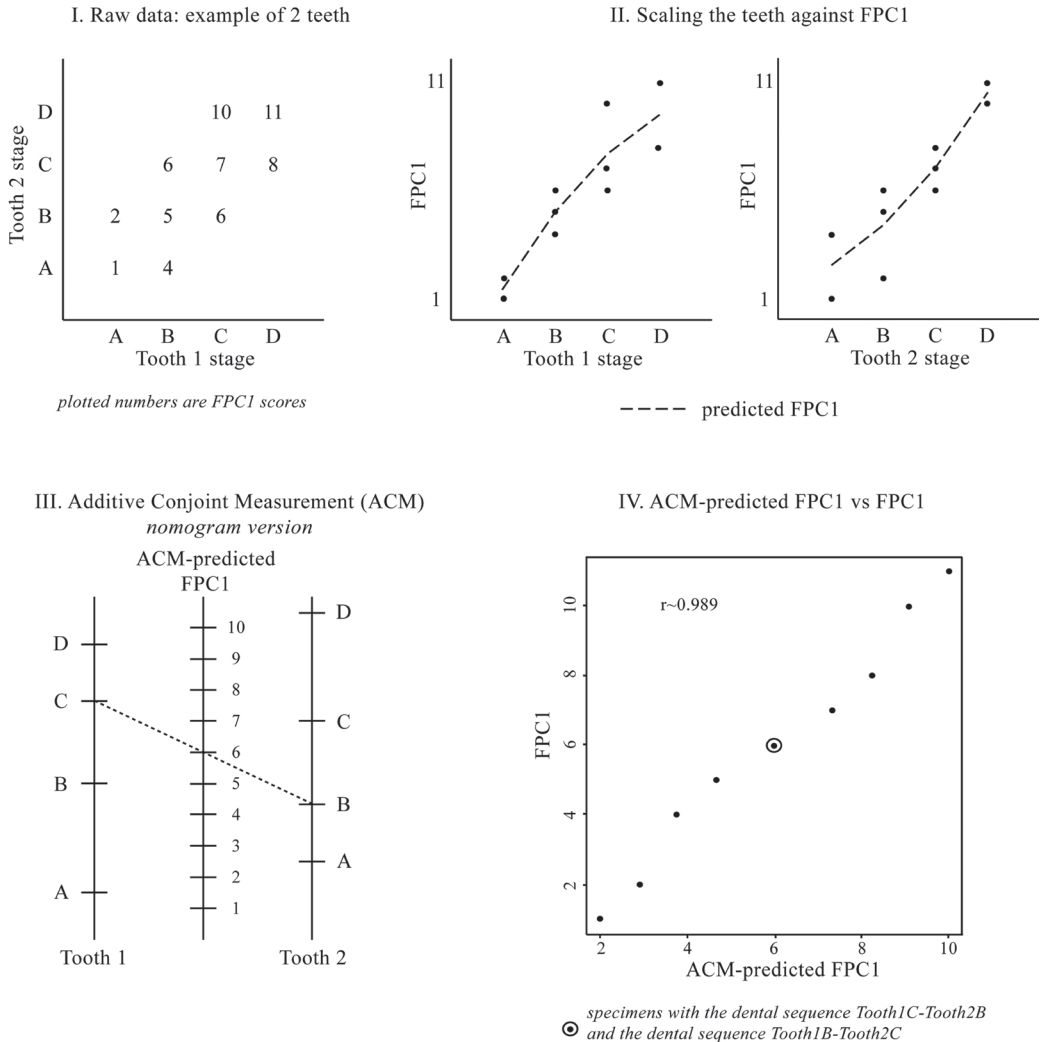 I. Raw data: example of 2 teeth
Tooth 2 stage
D 10 11
C 6 7 8
B 2 5 6
A 1 4
A B C D
Tooth 1 stage
plotted numbers are FPC1 scores
II. Scaling the teeth against FPC1
FPC1
11
1
A B C D
Tooth 1 stage
FPC1
11
1
A B C D
Tooth 2 stage
predicted FPC1
III. Additive Conjoint Measurement (ACM)
nomogram version
ACM-predicted
FPC1
D
C
B
A
Tooth 1
10
9
8
7
6
5
4
3
2
1
D
C
B
A
Tooth 2
IV. ACM-predicted FPC1 vs FPC1
r~0.989
FPC1
10
8
6
4
2
2 4 6 8 10
ACM-predicted FPC1
specimens with the dental sequence Tooth1C-Tooth2B
and the dental sequence Tooth1B-Tooth2C